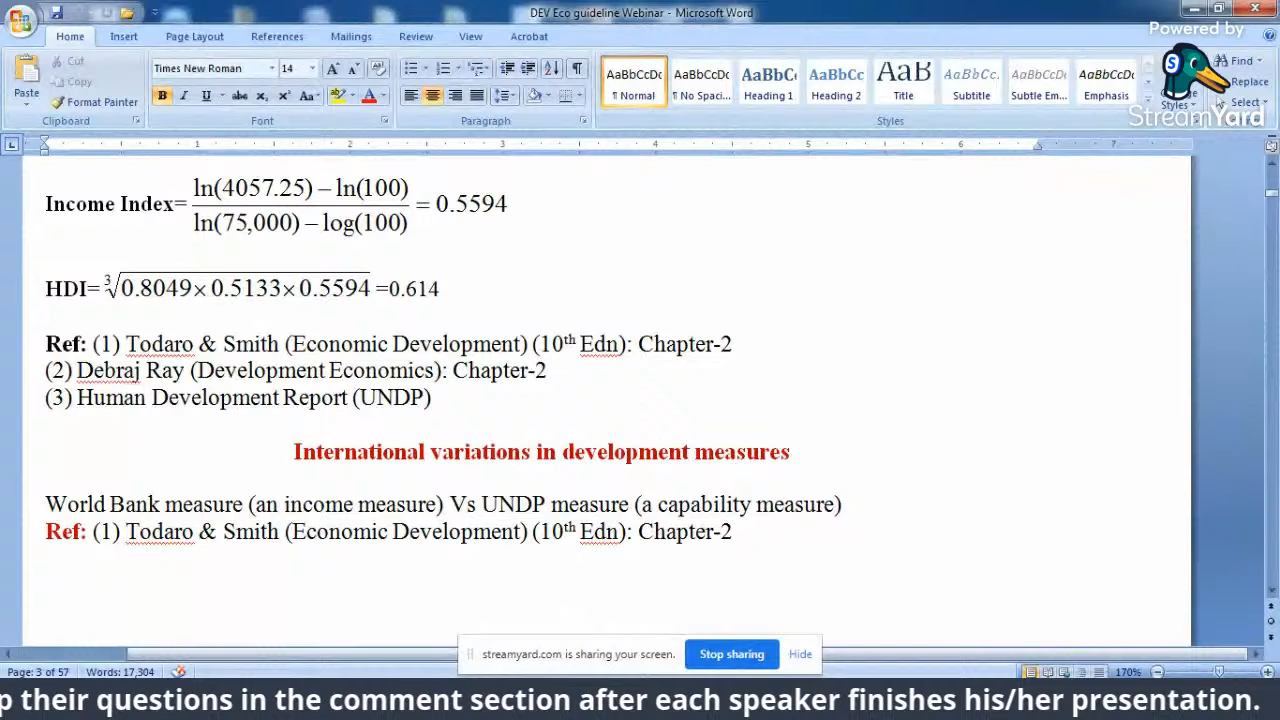 DEV Eco guideline Webinar - Microsoft Word
Powered by
Home Insert Page Layout References Mailings Review View Acrobat
Cut
Copy
Paste
Format Painter
Times New Roman 14
AaBbCcDc AaBbCcDc AaBbC AaBbCc AaB AaBbCc. AaBbCcDc AaBbCcDc
¶ Normal ¶ No Spaci... Heading 1 Heading 2 Title Subtitle Subtle Em... Emphasis
Find
Replace
Select
Styles
StreamYard
Clipboard Font Paragraph Styles
1 2 3 4 5 6 7
Income Index= ln(4057.25) – ln(100)
ln(75,000) – log(100) = 0.5594
HDI= ∛0.8049× 0.5133× 0.5594 =0.614
Ref: (1) Todaro & Smith (Economic Development) (10th Edn): Chapter-2
(2) Debraj Ray (Development Economics): Chapter-2
(3) Human Development Report (UNDP)
International variations in development measures
World Bank measure (an income measure) Vs UNDP measure (a capability measure)
Ref: (1) Todaro & Smith (Economic Development) (10th Edn): Chapter-2
streamyard.com is sharing your screen. Stop sharing Hide
Page: 3 of 57 Words: 17,304 170%
p their questions in the comment section after each speaker finishes his/her presentation.